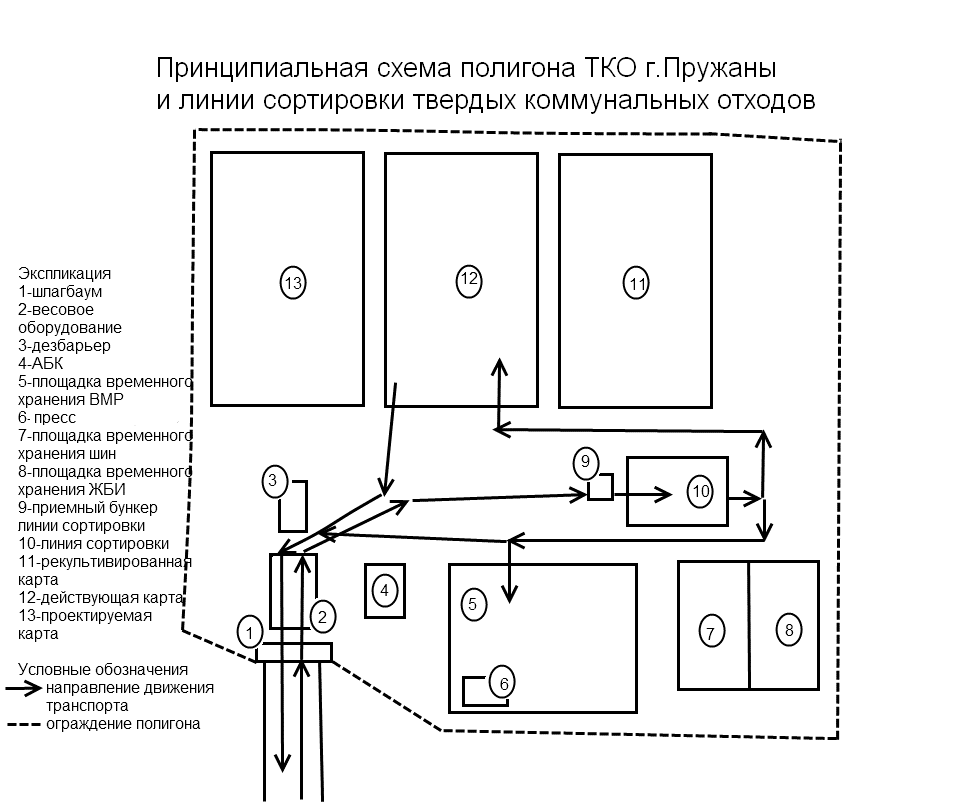 Принципиальная схема полигона ТКО г.Пружаны
и линии сортировки твердых коммунальных отходов
13
12
11
Экспликация
1-шлагбаум
2-весовое
оборудование
3-дезбарьер
4-АБК
5-площадка временного
хранения ВМР
6- пресс
7-площадка временного
хранения шин
8-площадка временного
хранения ЖБИ
9-приемный бункер
линии сортировки
10-линия сортировки
11-рекультивированная
карта
12-действующая карта
13-проектируемая
карта
Условные обозначения
направление движения
транспорта
ограждение полигона
9
3
10
4
5
2
1
7
8
6